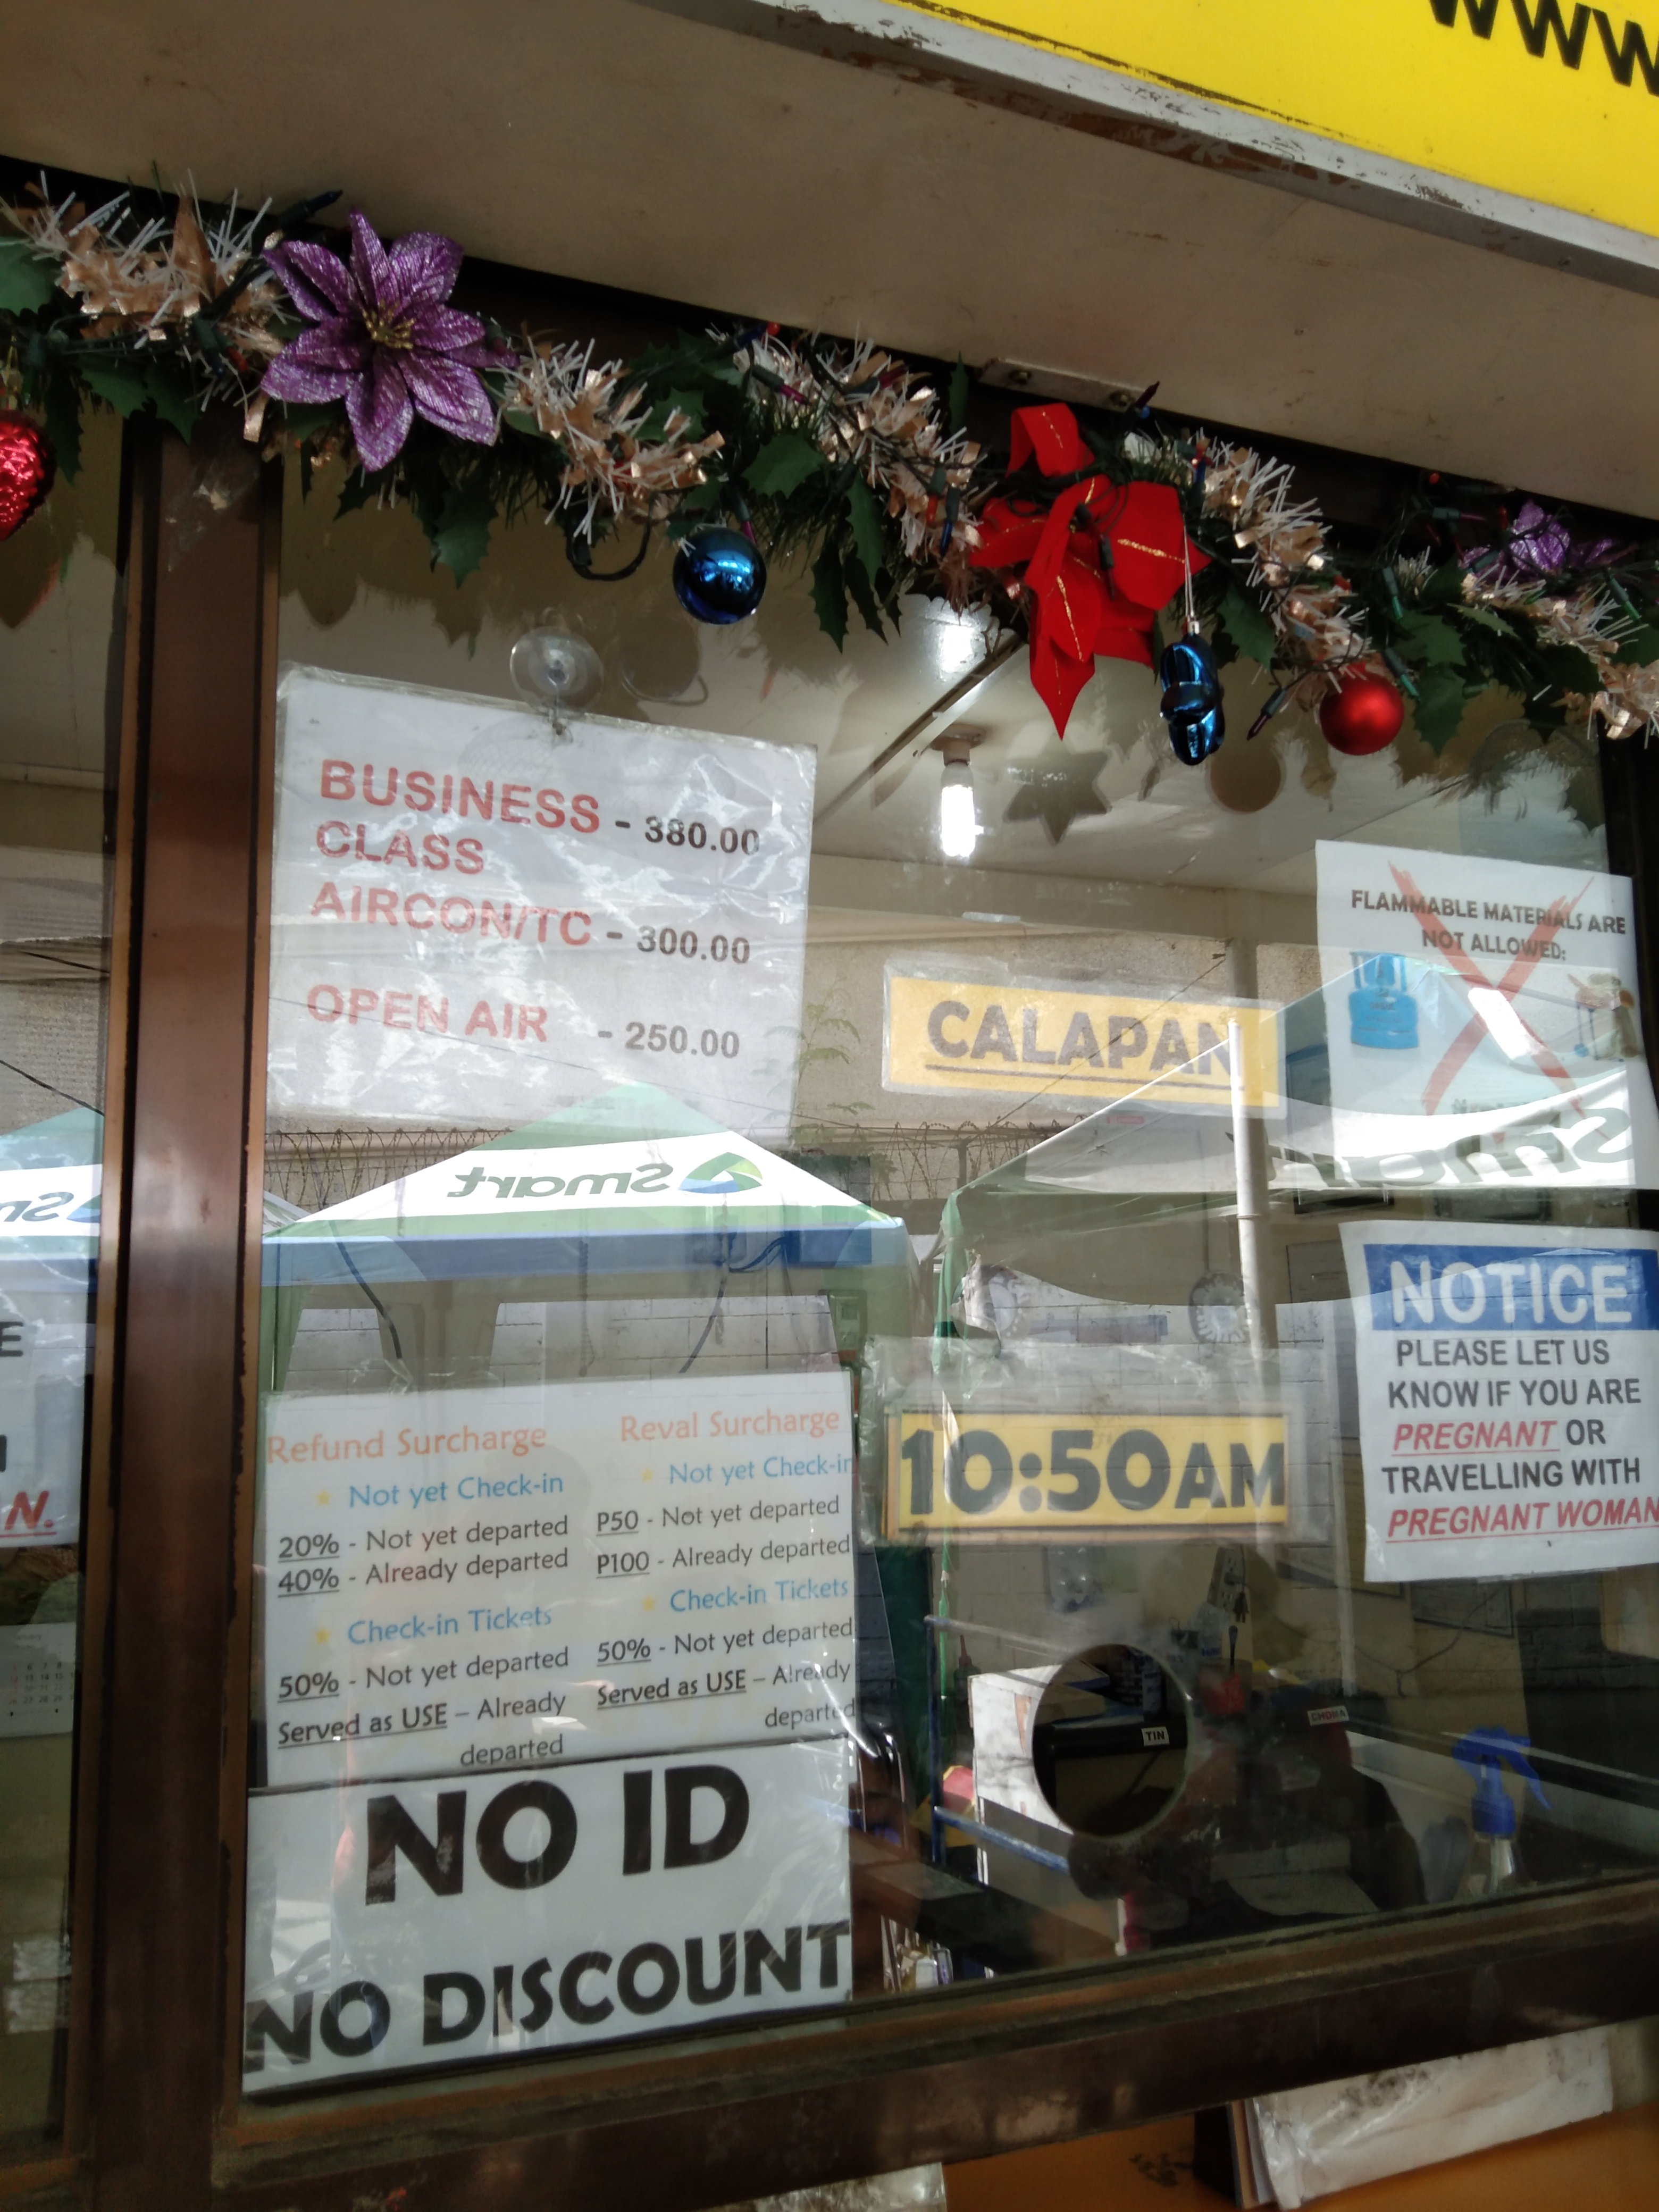 WWW
BUSINESS - 380.00
CLASS
AIRCON/TC - 300.00
OPEN AIR - 250.00
CALAPAN
FLAMMABLE MATERIALS ARE
NOT ALLOWED:
Smart
Smart
NOTICE
PLEASE LET US
KNOW IF YOU ARE
PREGNANT OR
TRAVELLING WITH
PREGNANT WOMAN
10:50AM
Refund Surcharge
Not yet Check-in
20% - Not yet departed
40% - Already departed
Check-in Tickets
50% - Not yet departed
Served as USE – Already
departed
Reval Surcharge
Not yet Check-in
P50 - Not yet departed
P100 - Already departed
Check-in Tickets
50% - Not yet departed
Served as USE – Already
departed
NO ID
NO DISCOUNT
TIN
N.